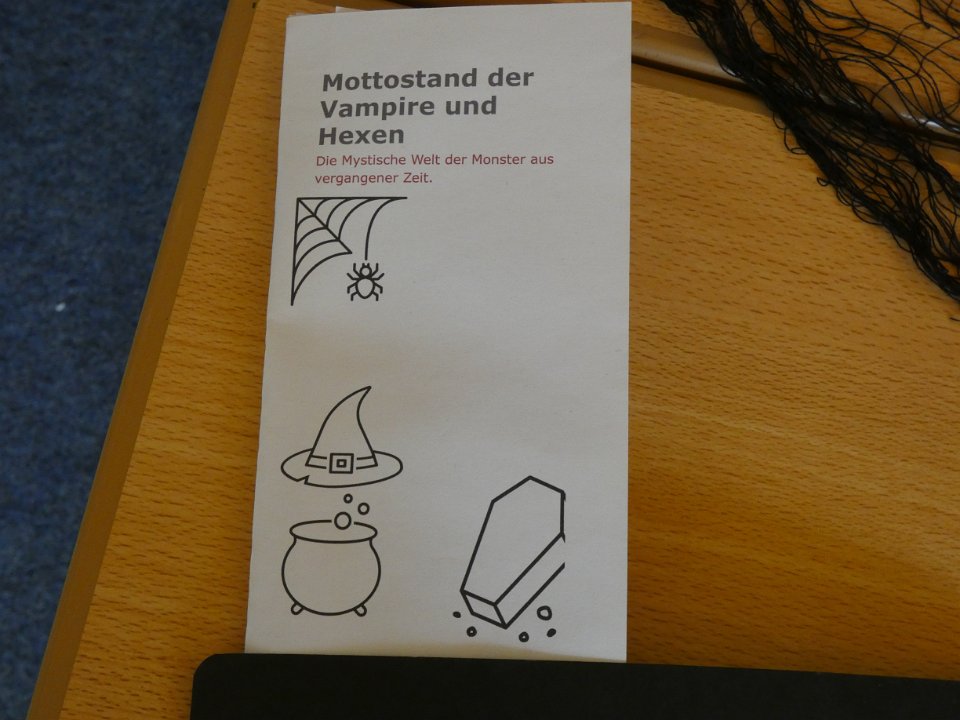 Mottostand der
Vampire und
Hexen
Die Mystische Welt der Monster aus
vergangener Zeit.